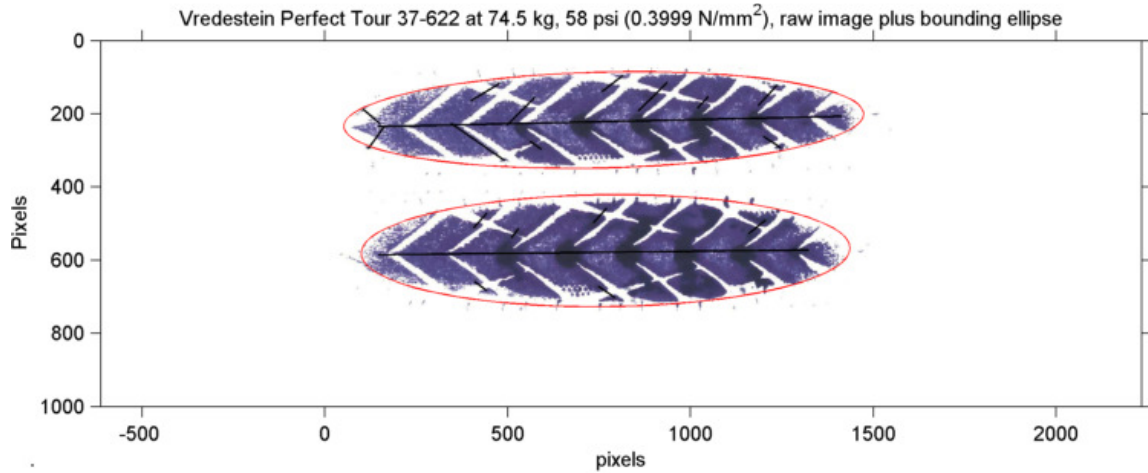 Vredestein Perfect Tour 37-622 at 74.5 kg, 58 psi (0.3999 N/mm²), raw image plus bounding ellipse
0
200
400
600
800
1000
Pixels
-500 0 500 1000 1500 2000
pixels